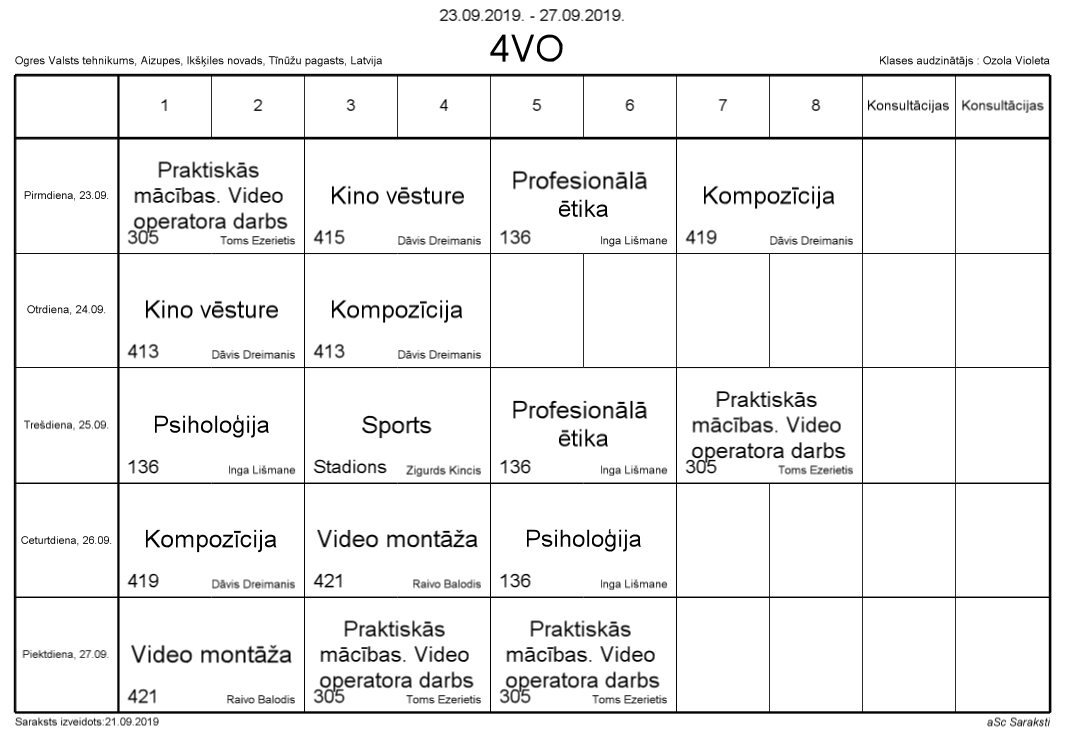 23.09.2019. - 27.09.2019.
4VO
Ogres Valsts tehnikums, Aizupes, Ikšķiles novads, Tīnūžu pagasts, Latvija
Klases audzinātājs : Ozola Violeta
1 2 3 4 5 6 7 8 Konsultācijas Konsultācijas
Pirmdiena, 23.09.
Praktiskās
mācības. Video
operatora darbs
305 Toms Ezerietis
Kino vēsture
415 Dāvis Dreimanis
Profesionālā
ētika
136 Inga Lišmane
Kompozīcija
419 Dāvis Dreimanis
Otrdiena, 24.09.
Kino vēsture
413 Dāvis Dreimanis
Kompozīcija
413 Dāvis Dreimanis
Trešdiena, 25.09.
Psiholoģija
136 Inga Lišmane
Sports
Stadions Zigurds Kincis
Profesionālā
ētika
136 Inga Lišmane
Praktiskās
mācības. Video
operatora darbs
305 Toms Ezerietis
Ceturtdiena, 26.09.
Kompozīcija
419 Dāvis Dreimanis
Video montāža
421 Raivo Balodis
Psiholoģija
136 Inga Lišmane
Piektdiena, 27.09.
Video montāža
421 Raivo Balodis
Praktiskās
mācības. Video
operatora darbs
305 Toms Ezerietis
Praktiskās
mācības. Video
operatora darbs
305 Toms Ezerietis
Saraksts izveidots:21.09.2019
aSc Saraksti